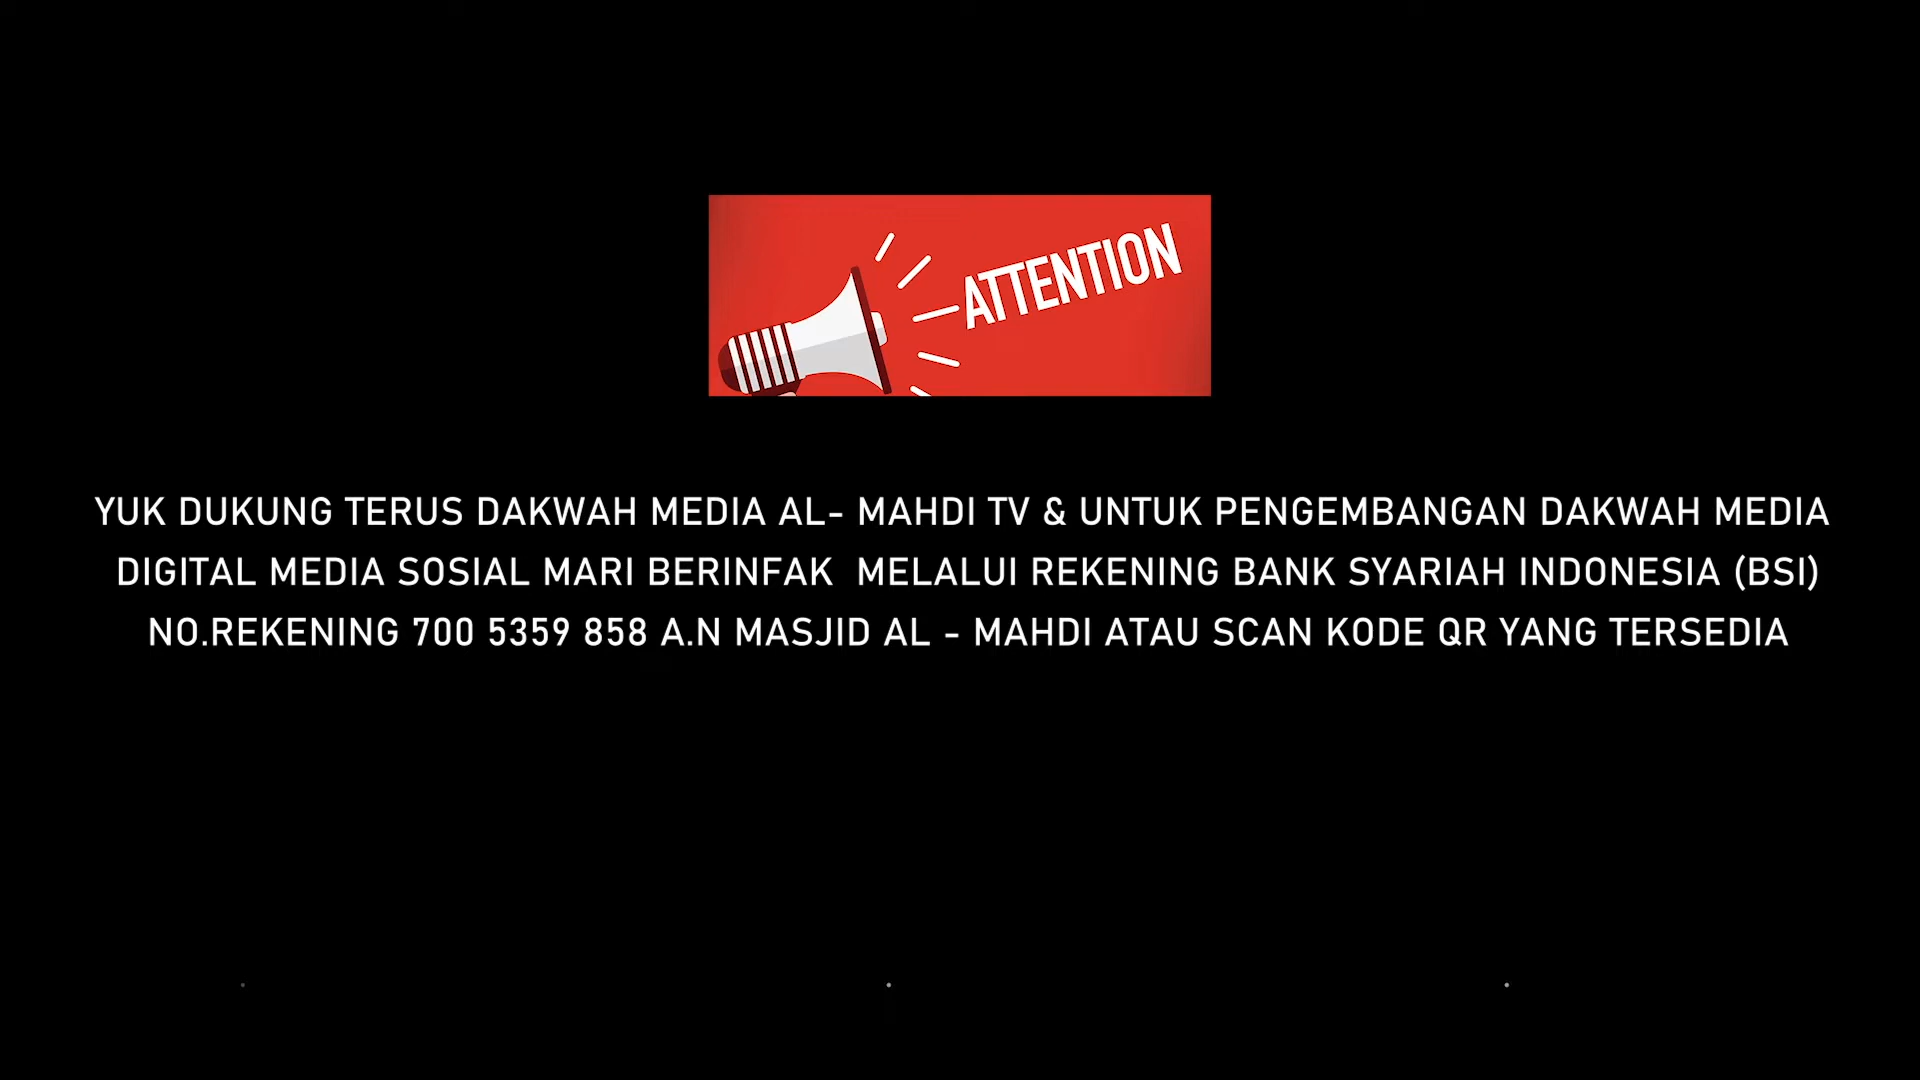 ATTENTION
YUK DUKUNG TERUS DAKWAH MEDIA AL- MAHDI TV & UNTUK PENGEMBANGAN DAKWAH MEDIA
DIGITAL MEDIA SOSIAL MARI BERINFAK  MELALUI REKENING BANK SYARIAH INDONESIA (BSI)
NO.REKENING 700 5359 858 A.N MASJID AL - MAHDI ATAU SCAN KODE QR YANG TERSEDIA